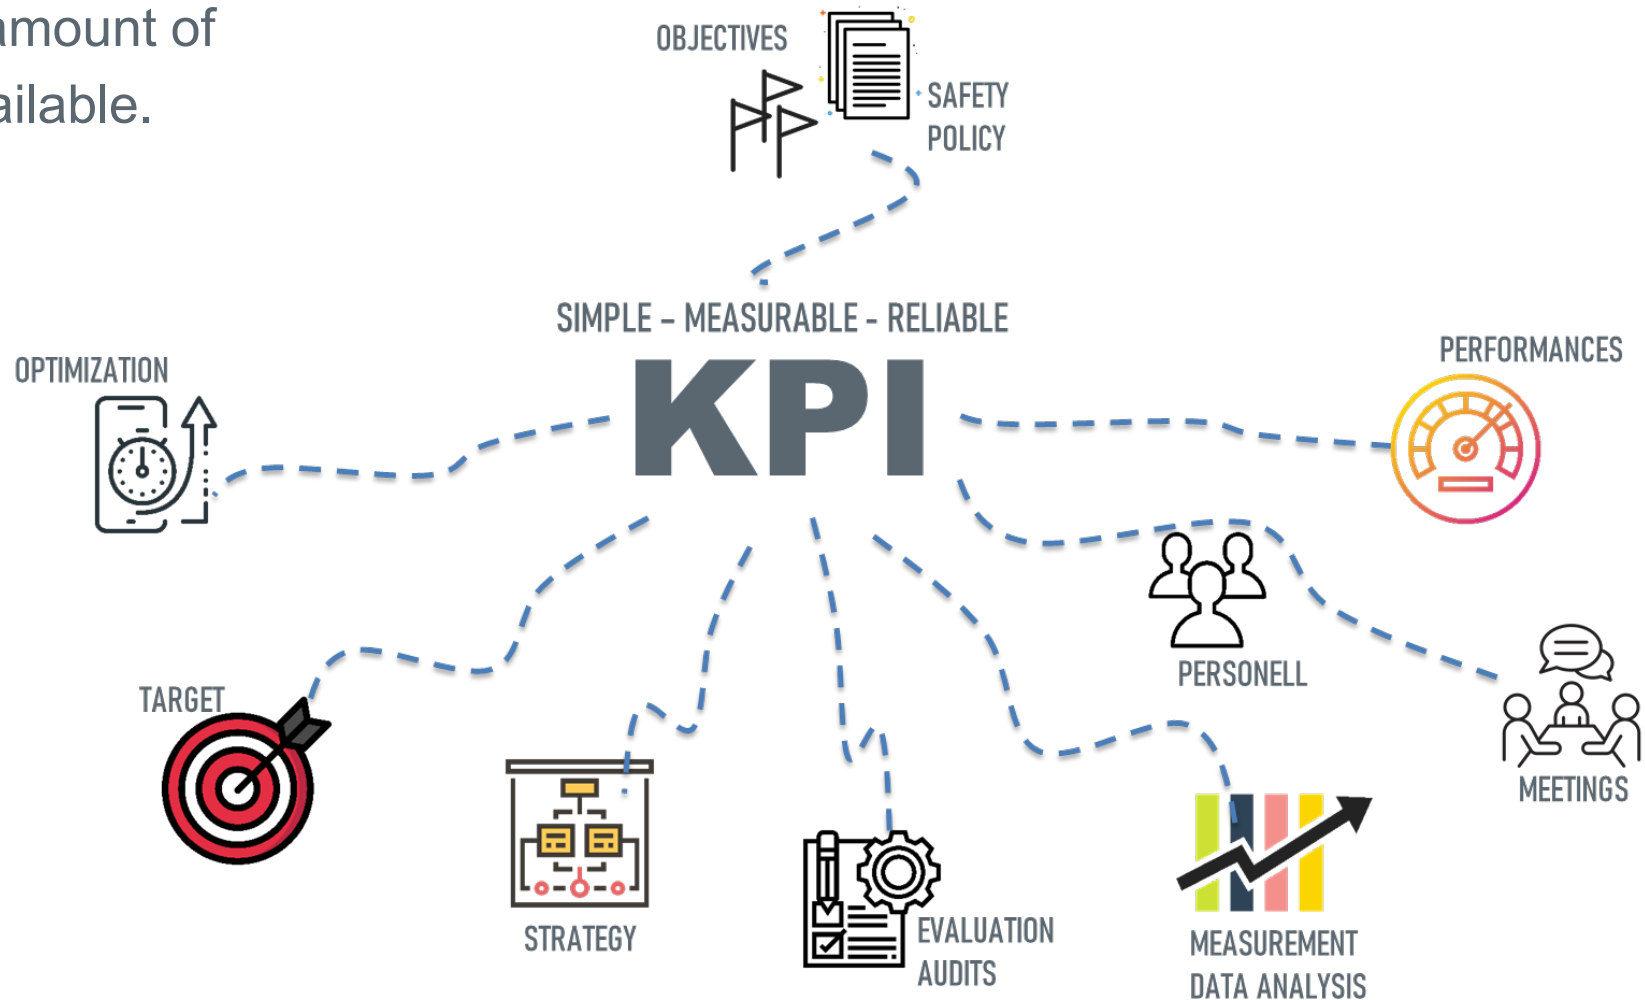 amount of
ailable.
OBJECTIVES
SAFETY
POLICY
SIMPLE – MEASURABLE - RELIABLE
KPI
OPTIMIZATION
PERFORMANCES
PERSONELL
TARGET
MEETINGS
STRATEGY
EVALUATION
AUDITS
MEASUREMENT
DATA ANALYSIS